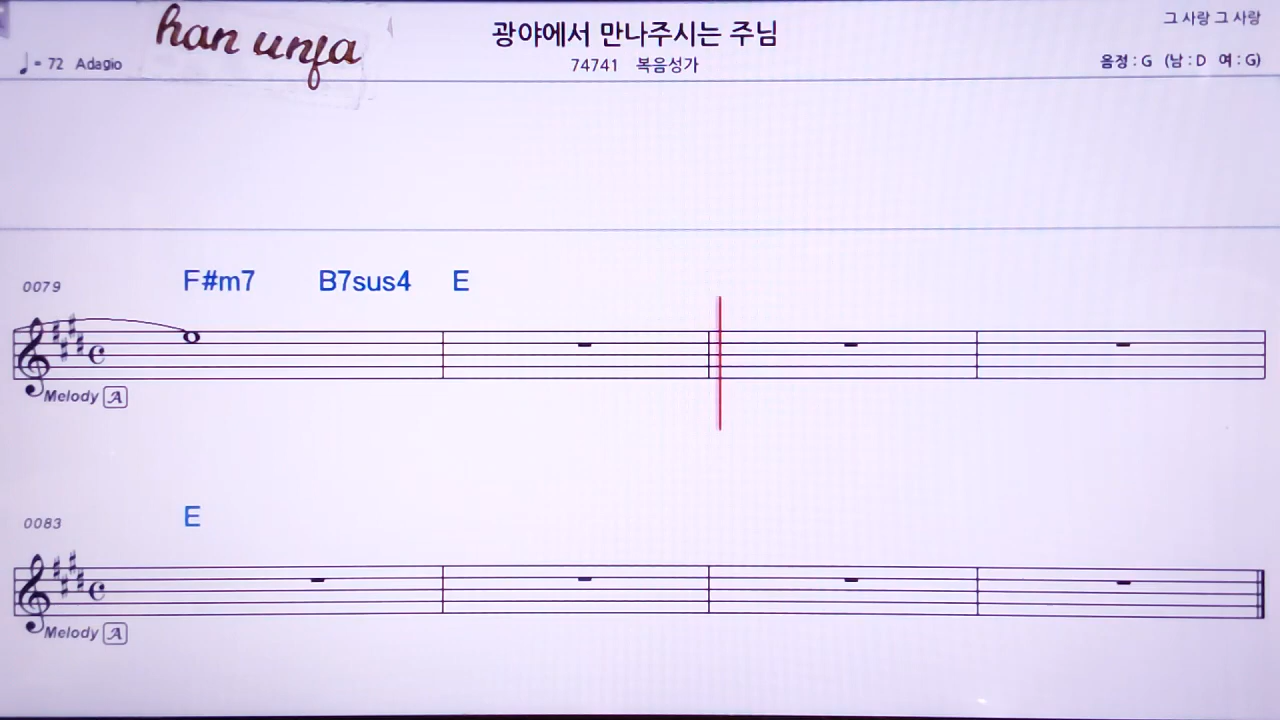 han unfa
광야에서 만나주시는 주님
그 사랑 그 사랑
♩= 72 Adagio
74741 복음성가
음정 : G (남 : D 여 : G)
0079
F#m7 B7sus4 E
Melody A
0083
E
Melody A